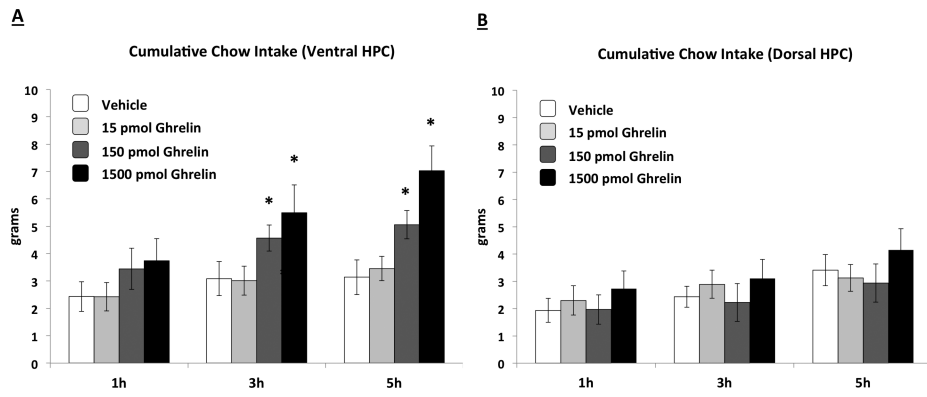 A
Cumulative Chow Intake (Ventral HPC)
10
9
8
7
6
5
4
3
2
1
0
grams
Vehicle
15 pmol Ghrelin
150 pmol Ghrelin
1500 pmol Ghrelin
*
*
*
*
1h
3h
5h
B
Cumulative Chow Intake (Dorsal HPC)
10
9
8
7
6
5
4
3
2
1
0
grams
Vehicle
15 pmol Ghrelin
150 pmol Ghrelin
1500 pmol Ghrelin
1h
3h
5h